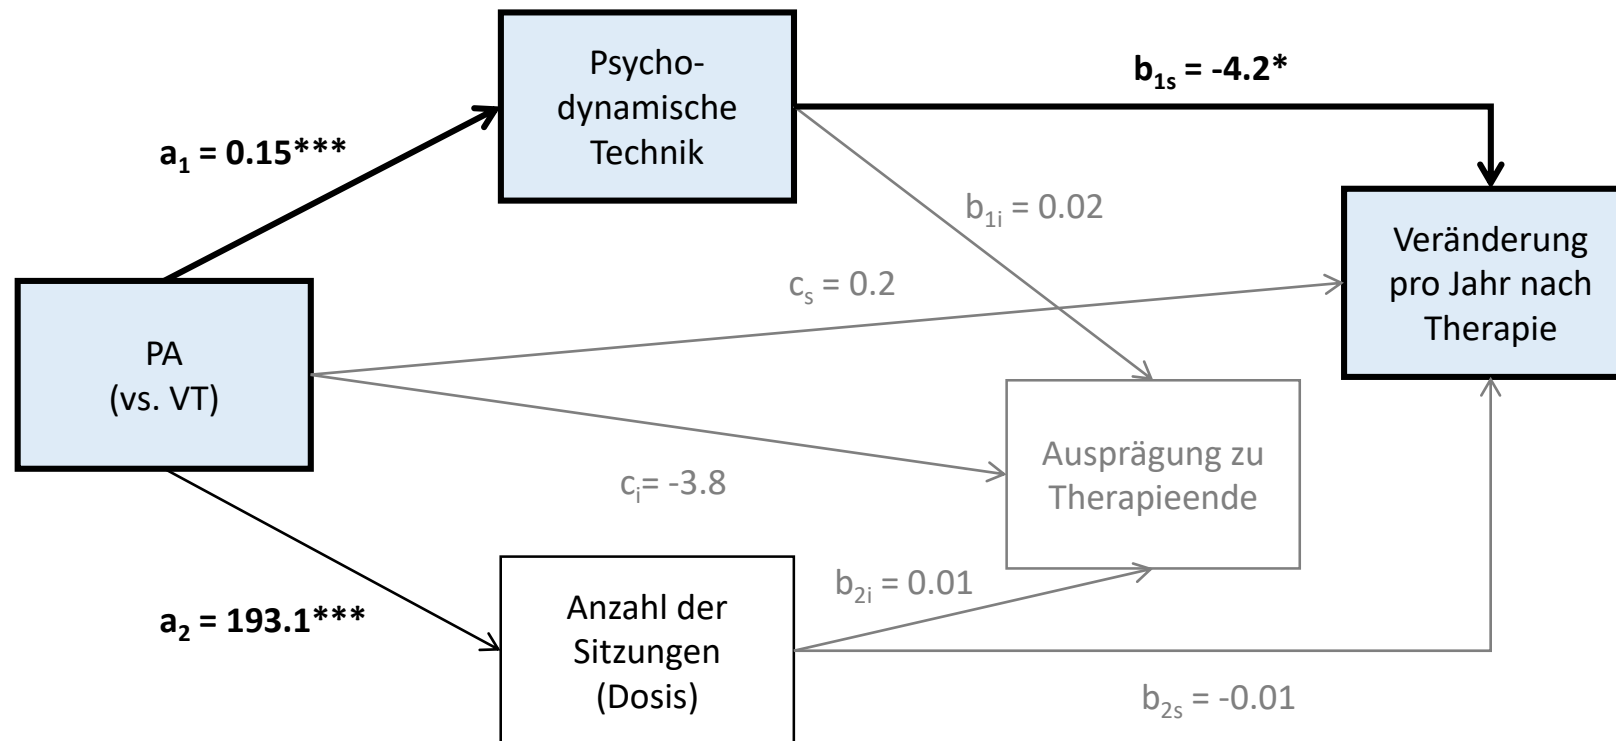 Psycho-
dynamische
Technik
b1s = -4.2*
a1 = 0.15***
b1i = 0.02
Veränderung
pro Jahr nach
Therapie
cs = 0.2
PA
(vs. VT)
Ausprägung zu
Therapieende
ci= -3.8
b2i = 0.01
Anzahl der
Sitzungen
(Dosis)
a2 = 193.1***
b2s = -0.01